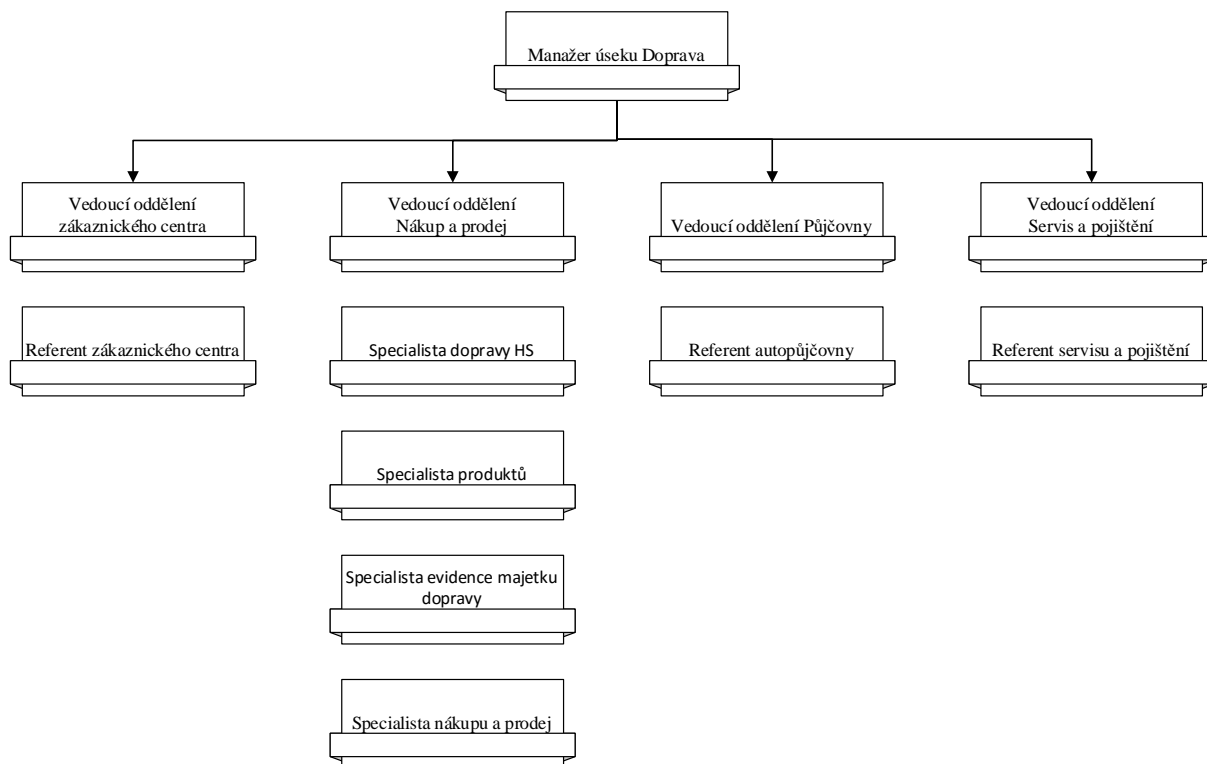 Manažer úseku Doprava
Vedoucí oddělení
zákaznického centra
Vedoucí oddělení
Nákup a prodej
Vedoucí oddělení Půjčovny
Vedoucí oddělení
Servis a pojištění
Referent zákaznického centra
Specialista dopravy HS
Referent autopůjčovny
Referent servisu a pojištění
Specialista produktů
Specialista evidence majetku
dopravy
Specialista nákupu a prodej